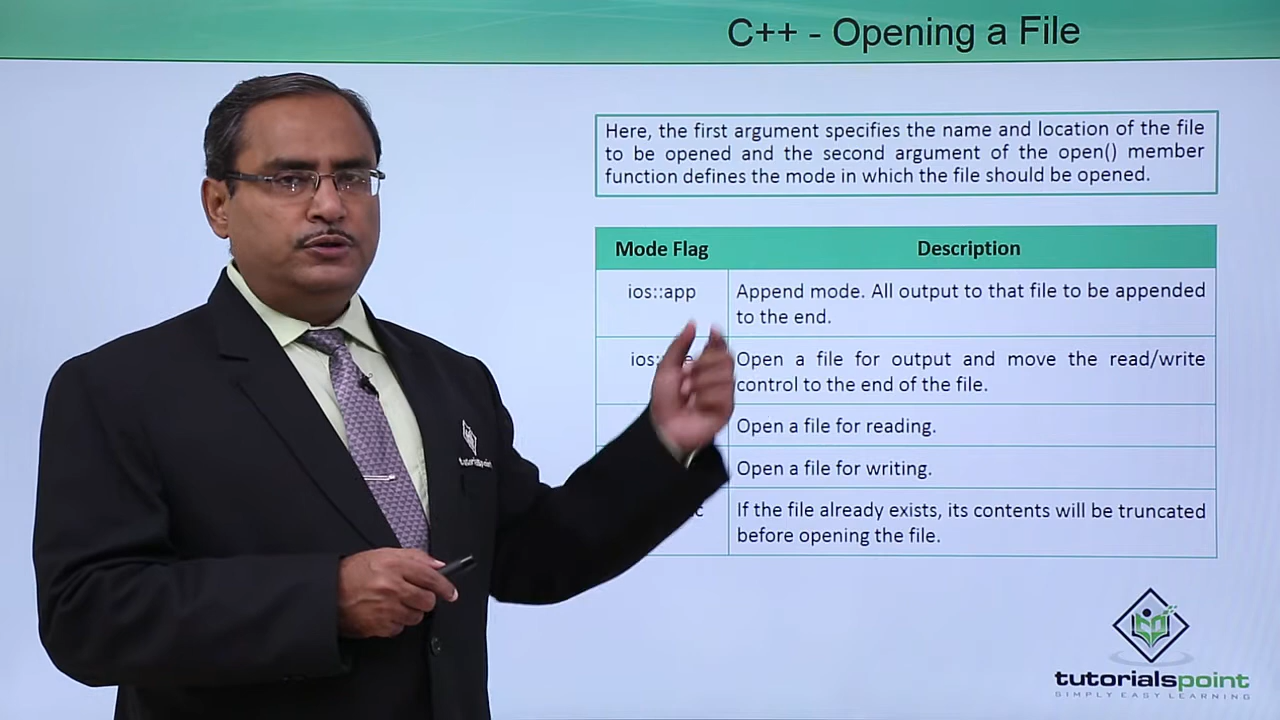 C++ - Opening a File
Here, the first argument specifies the name and location of the file
to be opened and the second argument of the open() member
function defines the mode in which the file should be opened.
Mode Flag Description
ios::app Append mode. All output to that file to be appended
to the end.
Open a file for output and move the read/write
control to the end of the file.
Open a file for reading.
Open a file for writing.
If the file already exists, its contents will be truncated
before opening the file.
tutorialspoint
tutorialspoint
SIMPLY EASY LEARNING